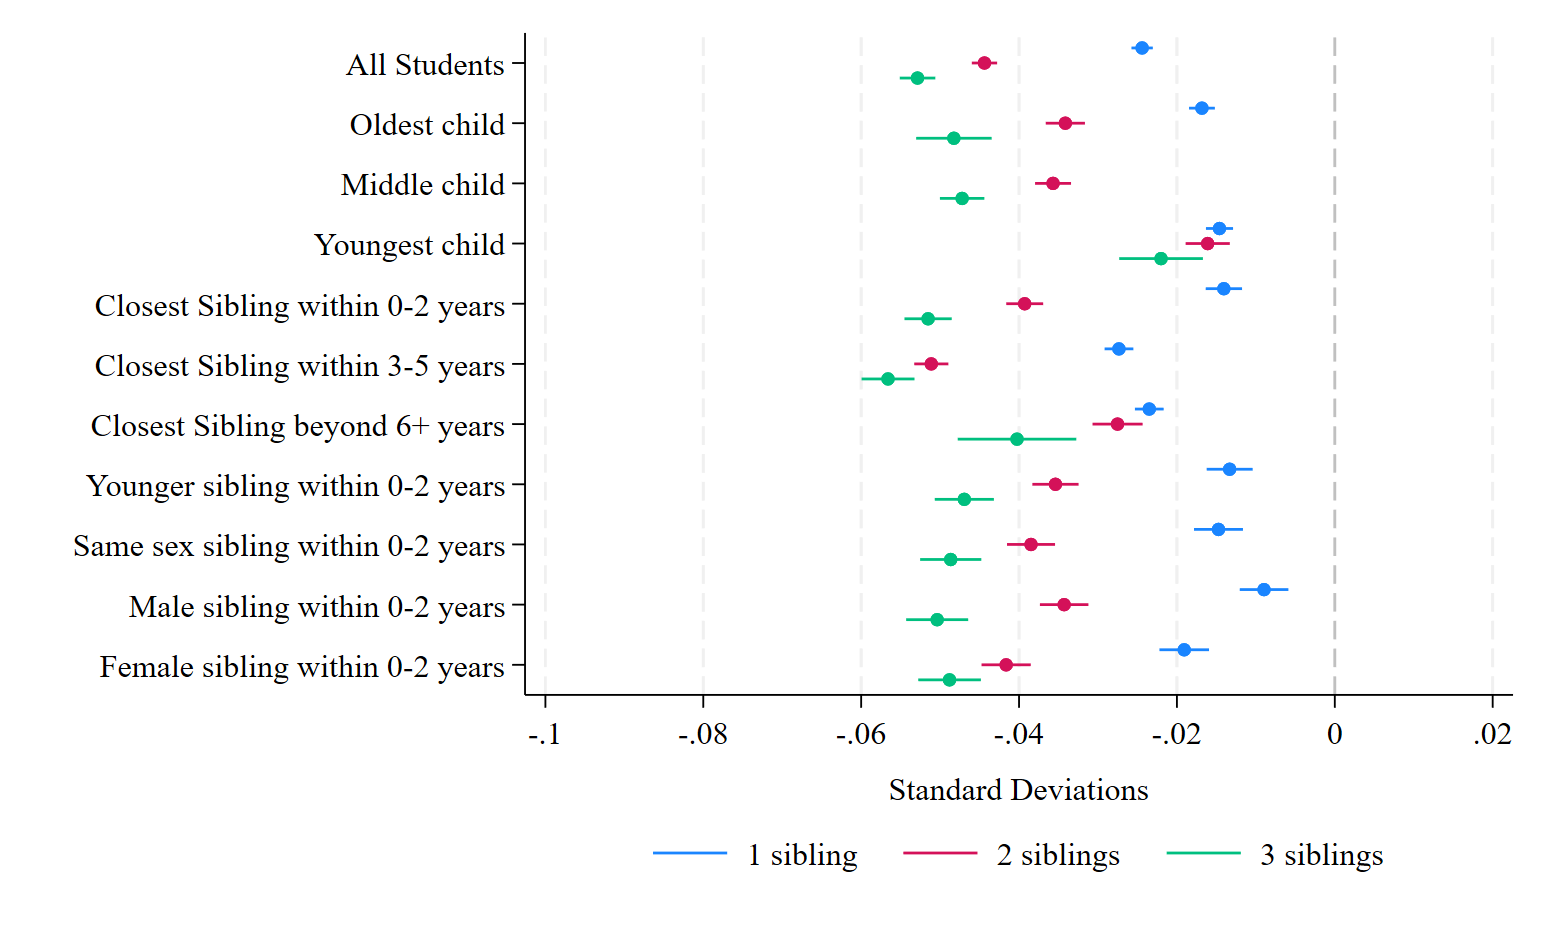 All Students
Oldest child
Middle child
Youngest child
Closest Sibling within 0-2 years
Closest Sibling within 3-5 years
Closest Sibling beyond 6+ years
Younger sibling within 0-2 years
Same sex sibling within 0-2 years
Male sibling within 0-2 years
Female sibling within 0-2 years
-.1 -.08 -.06 -.04 -.02 0 .02
Standard Deviations
1 sibling 2 siblings 3 siblings